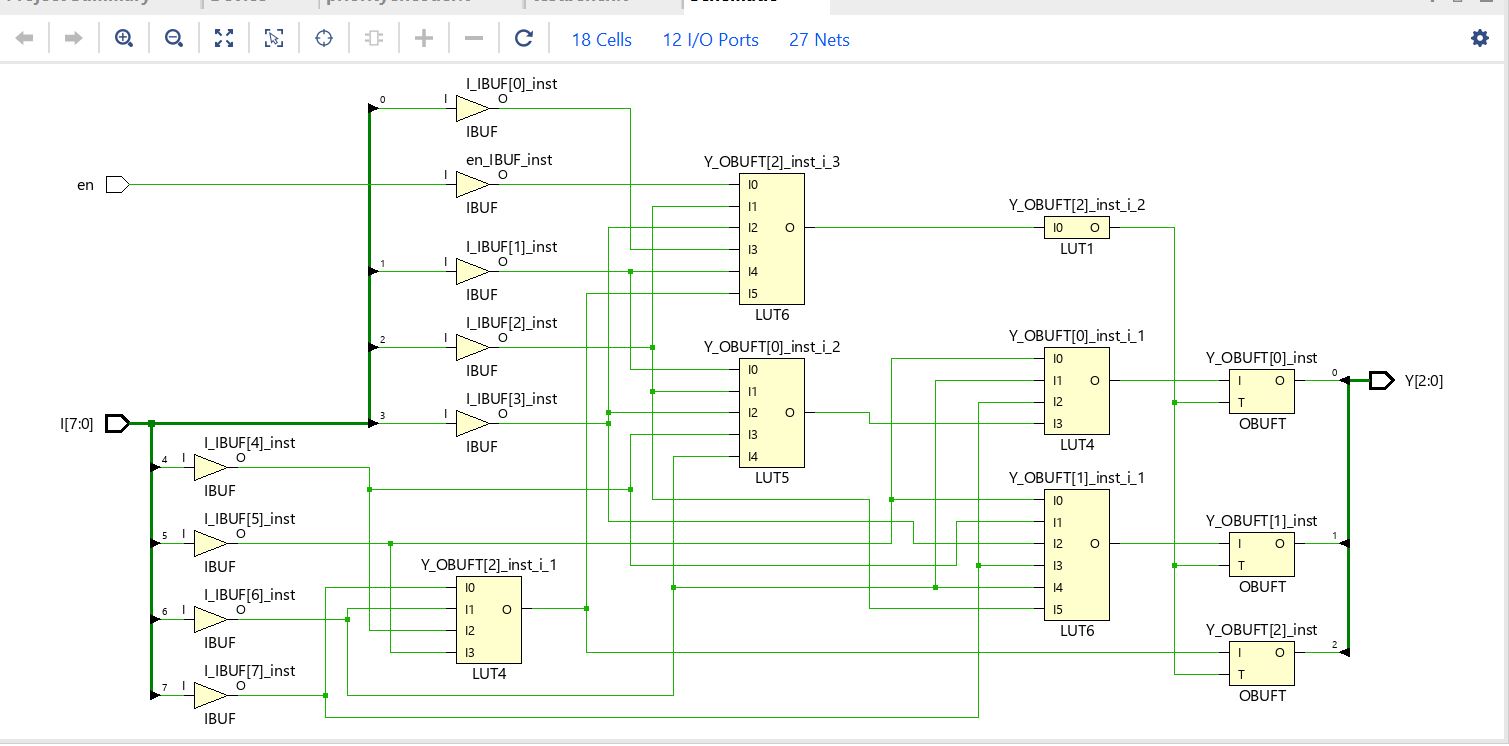 18 Cells
12 I/O Ports
27 Nets
I_IBUF[0]_inst
0
I
O
IBUF
en_IBUF_inst
en
I
O
IBUF
Y_OBUFT[2]_inst_i_3
I0
I1
I2
O
I3
I4
I5
LUT6
Y_OBUFT[2]_inst_i_2
I0
O
LUT1
I_IBUF[1]_inst
1
I
O
IBUF
I_IBUF[2]_inst
2
I
O
IBUF
I_IBUF[3]_inst
3
I
O
IBUF
Y_OBUFT[0]_inst_i_2
I0
I1
I2
O
I3
I4
LUT5
Y_OBUFT[0]_inst_i_1
I0
I1
O
I2
I3
LUT4
Y_OBUFT[0]_inst
I
O
T
OBUFT
0
Y[2:0]
I[7:0]
I_IBUF[4]_inst
4
I
O
IBUF
I_IBUF[5]_inst
5
I
O
IBUF
I_IBUF[6]_inst
6
I
O
IBUF
I_IBUF[7]_inst
7
I
O
IBUF
Y_OBUFT[2]_inst_i_1
I0
I1
O
I2
I3
LUT4
Y_OBUFT[1]_inst_i_1
I0
I1
I2
O
I3
I4
I5
LUT6
Y_OBUFT[1]_inst
I
O
T
OBUFT
1
Y_OBUFT[2]_inst
I
O
T
OBUFT
2